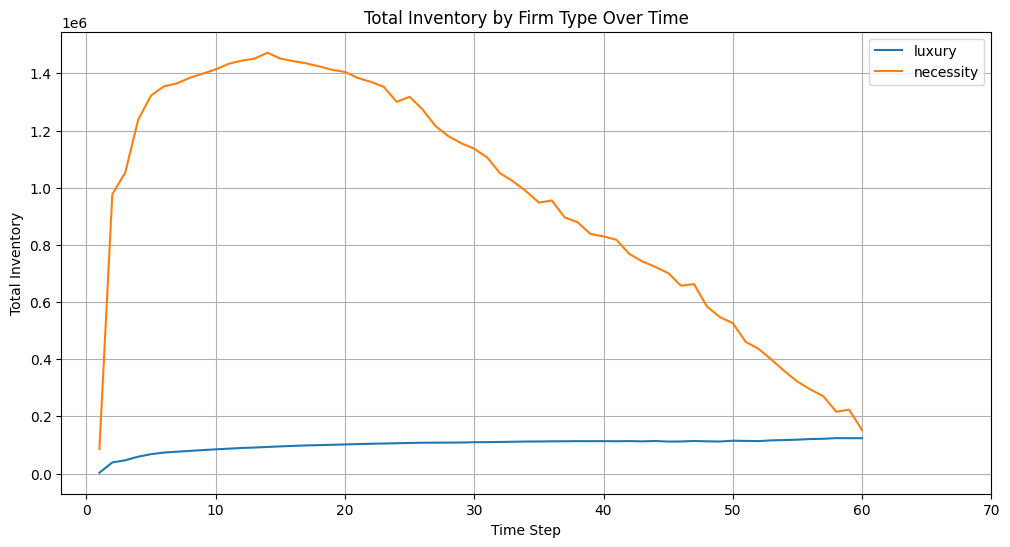 Total Inventory by Firm Type Over Time
1e6
luxury
necessity
1.4
1.2
1.0
0.8
0.6
0.4
0.2
0.0
Total Inventory
0 10 20 30 40 50 60 70
Time Step